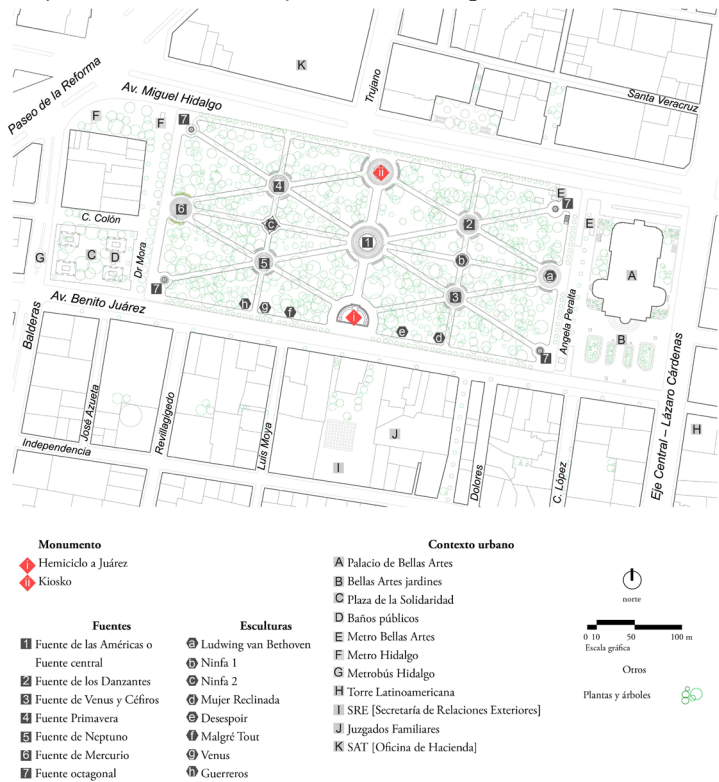 K
Paseo de la Reforma
Av. Miguel Hidalgo
Trujano
Santa Veracruz
F
F
7
ii
4
E
7
6
C
2
E
1
C. Colón
b
G
C
D
Dr Mora
5
a
A
7
3
Av. Benito Juárez
h
g
f
i
e
d
Angela Peralta
B
Balderas
7
José Azueta
Revillagigedo
Luis Moya
J
Eje Central – Lázaro Cárdenas
H
Independencia
I
Dolores
C. López
Monumento
i Hemiciclo a Juárez
ii Kiosko
Fuentes
1 Fuente de las Américas o
Fuente central
2 Fuente de los Danzantes
3 Fuente de Venus y Céfiros
4 Fuente Primavera
5 Fuente de Neptuno
6 Fuente de Mercurio
7 Fuente octagonal
Esculturas
a Ludwing van Bethoven
b Ninfa 1
c Ninfa 2
d Mujer Reclinada
e Desespoir
f Malgré Tout
g Venus
h Guerreros
Contexto urbano
A Palacio de Bellas Artes
B Bellas Artes jardines
C Plaza de la Solidaridad
D Baños públicos
E Metro Bellas Artes
F Metro Hidalgo
G Metrobús Hidalgo
H Torre Latinoamericana
I SRE [Secretaría de Relaciones Exteriores]
J Juzgados Familiares
K SAT [Oficina de Hacienda]
norte
0 10 50 100 m
Escala gráfica
Otros
Plantas y árboles